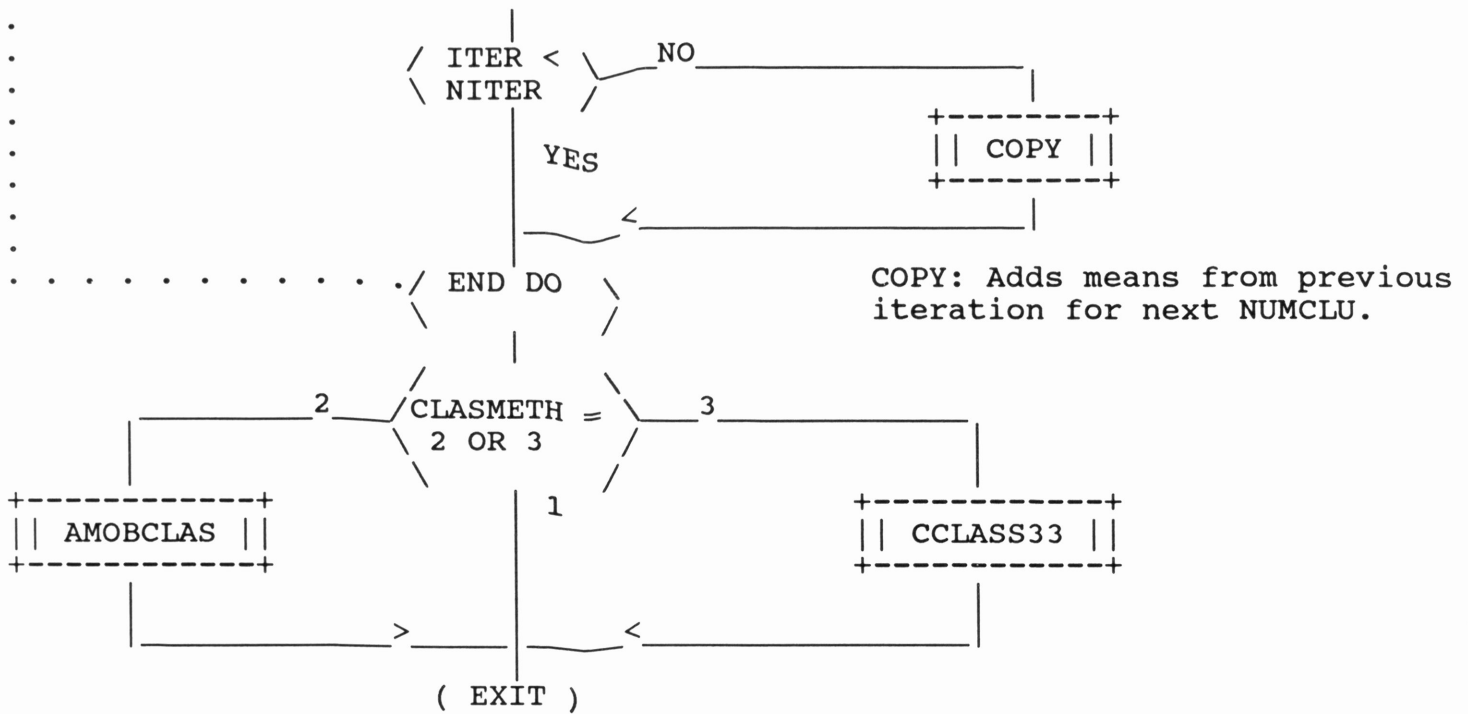 ITER <
NITER
NO
|| COPY ||
YES
<
END DO
COPY: Adds means from previous
iteration for next NUMCLU.
2
CLASMETH =
2 OR 3
3
1
|| AMOBCLAS ||
|| CCLASS33 ||
>
<
( EXIT )